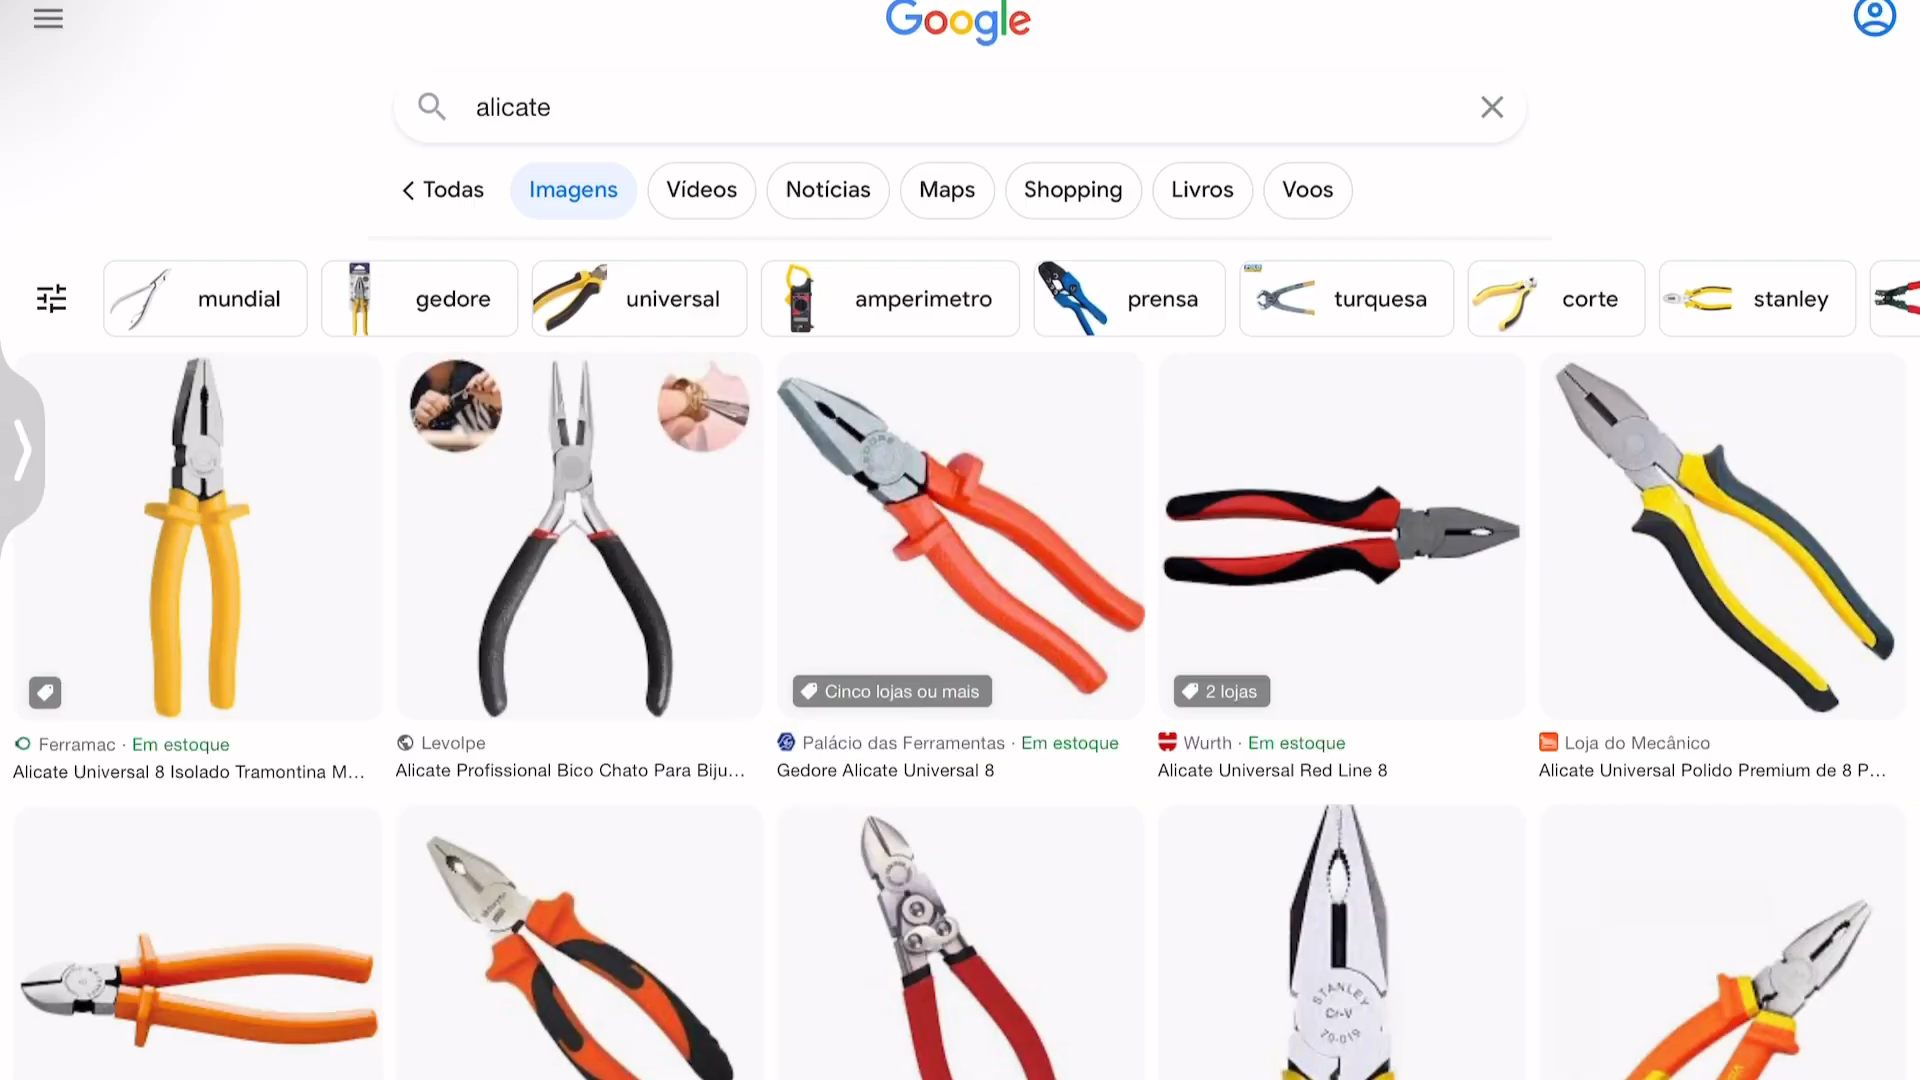 Google
alicate
Todas Imagens Vídeos Notícias Maps Shopping Livros Voos
mundial gedore universal amperimetro prensa turquesa corte stanley
Cinco lojas ou mais
2 lojas
Ferramac · Em estoque
Alicate Universal 8 Isolado Tramontina M...
Levolpe
Alicate Profissional Bico Chato Para Biju...
Palácio das Ferramentas · Em estoque
Gedore Alicate Universal 8
Wurth · Em estoque
Alicate Universal Red Line 8
Loja do Mecânico
Alicate Universal Polido Premium de 8 P...
STANLEY
Cr-V
70-019